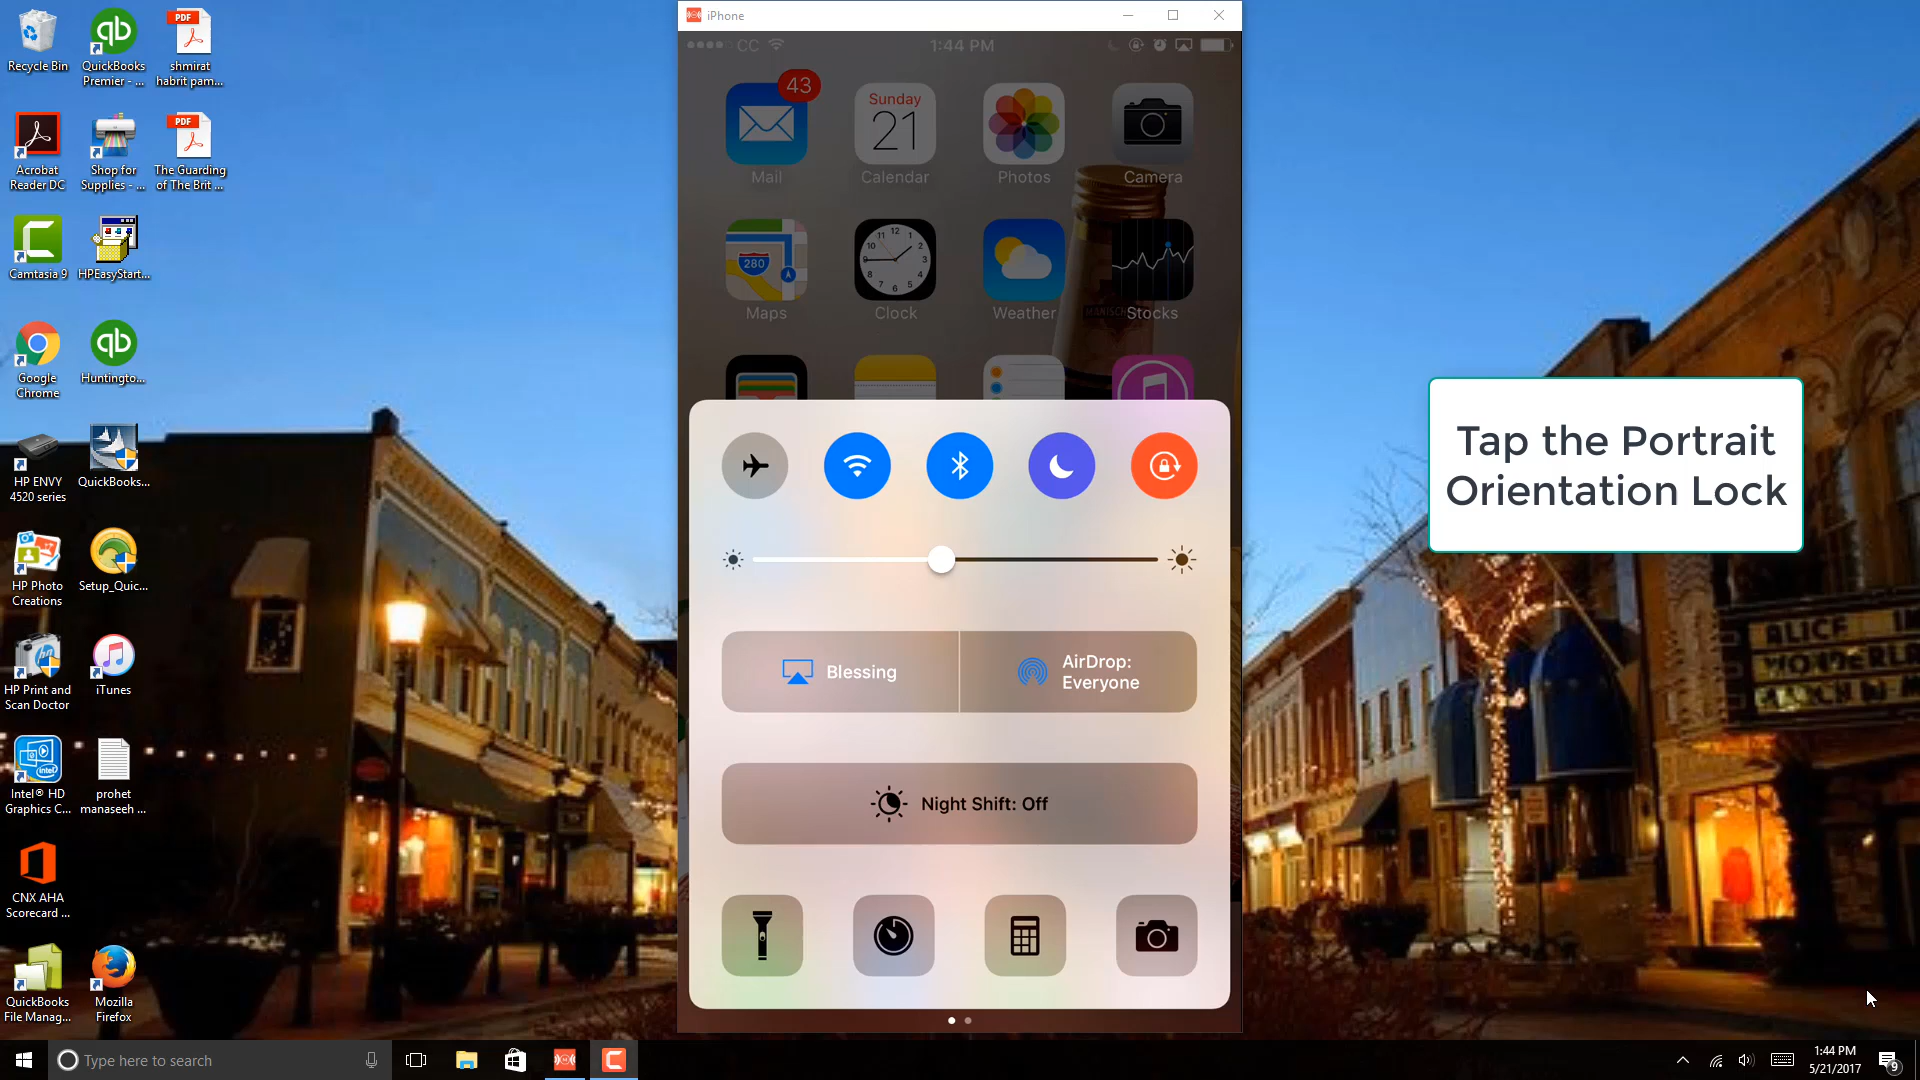 Recycle Bin
QuickBooks
Premier - ...
PDF
shmirat
habrit pam...
Acrobat
Reader DC
Shop for
Supplies - ...
PDF
The Guarding
of The Brit ...
Camtasia 9
HPEasyStart...
Google
Chrome
Huntingto...
HP ENVY
4520 series
QuickBooks...
HP Photo
Creations
Setup_Quic...
HP Print and
Scan Doctor
iTunes
Intel® HD
Graphics C...
prohet
manaseeh ...
CNX AHA
Scorecard ...
QuickBooks
File Manag...
Mozilla
Firefox
iPhone
CC
1:44 PM
43
Mail
Sunday
21
Calendar
Photos
Camera
280
Maps
Clock
Weather
Stocks
Blessing
AirDrop:
Everyone
Night Shift: Off
Tap the Portrait
Orientation Lock
ALICE
Type here to search
1:44 PM
5/21/2017
9